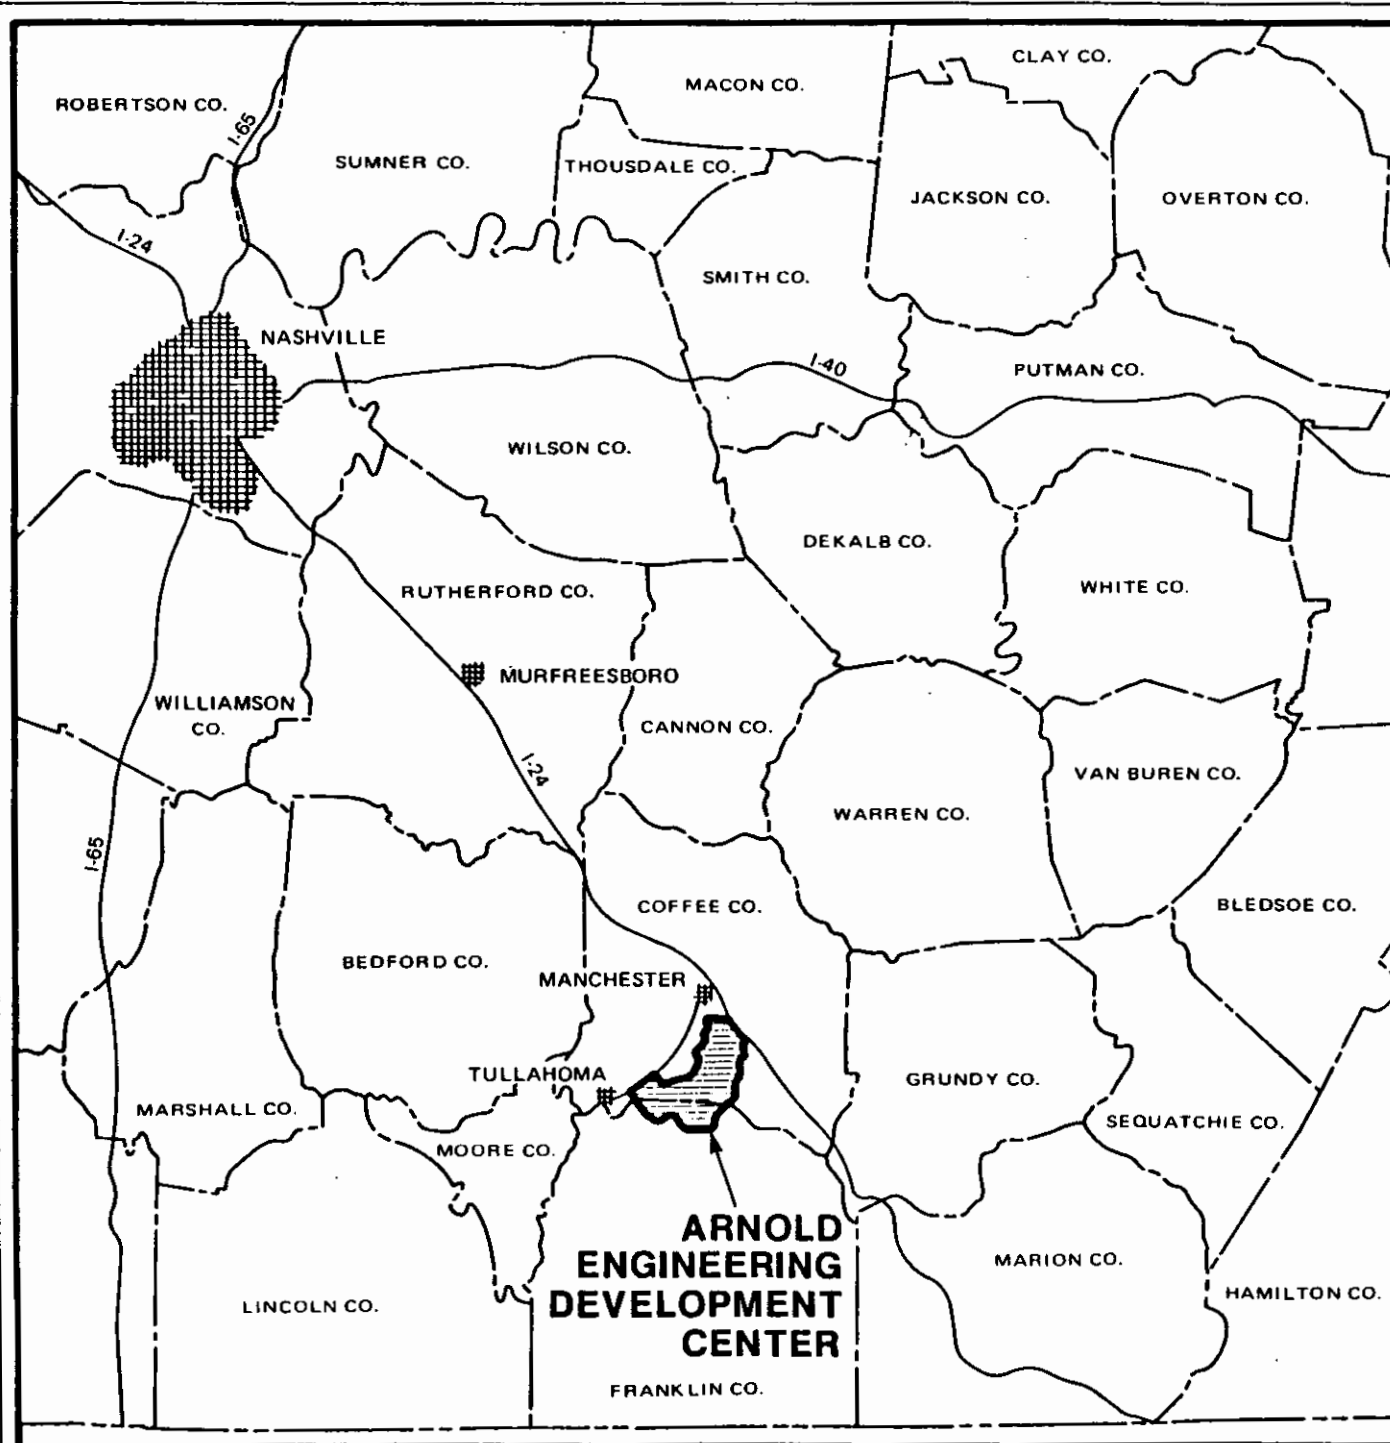 CLAY CO.
MACON CO.
ROBERTSON CO.
I-65
SUMNER CO.
THOUSDALE CO.
JACKSON CO.
OVERTON CO.
I-24
SMITH CO.
NASHVILLE
I-40
PUTMAN CO.
WILSON CO.
DEKALB CO.
WHITE CO.
RUTHERFORD CO.
MURFREESBORO
WILLIAMSON
CO.
CANNON CO.
I-24
VAN BUREN CO.
WARREN CO.
I-65
COFFEE CO.
BLEDSOE CO.
BEDFORD CO.
MANCHESTER
TULLAHOMA
GRUNDY CO.
MARSHALL CO.
SEQUATCHIE CO.
MOORE CO.
ARNOLD
ENGINEERING
DEVELOPMENT
CENTER
MARION CO.
HAMILTON CO.
LINCOLN CO.
FRANKLIN CO.